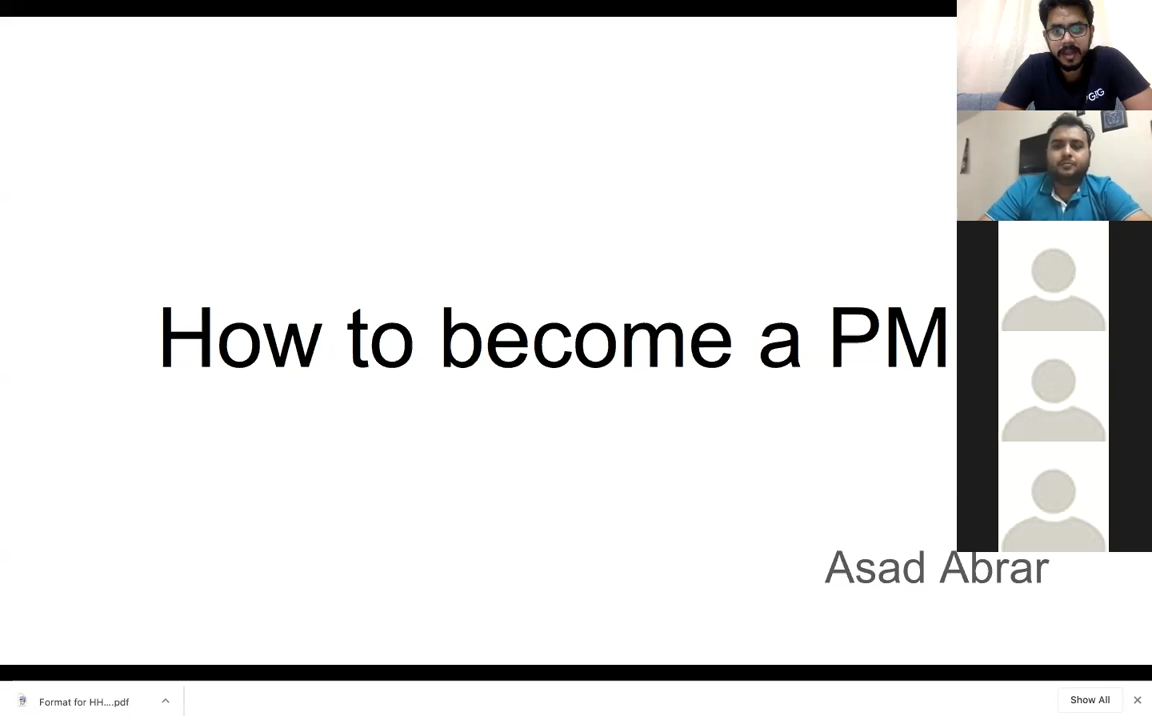 How to become a PM
Asad Abrar
Format for HH....pdf
Show All